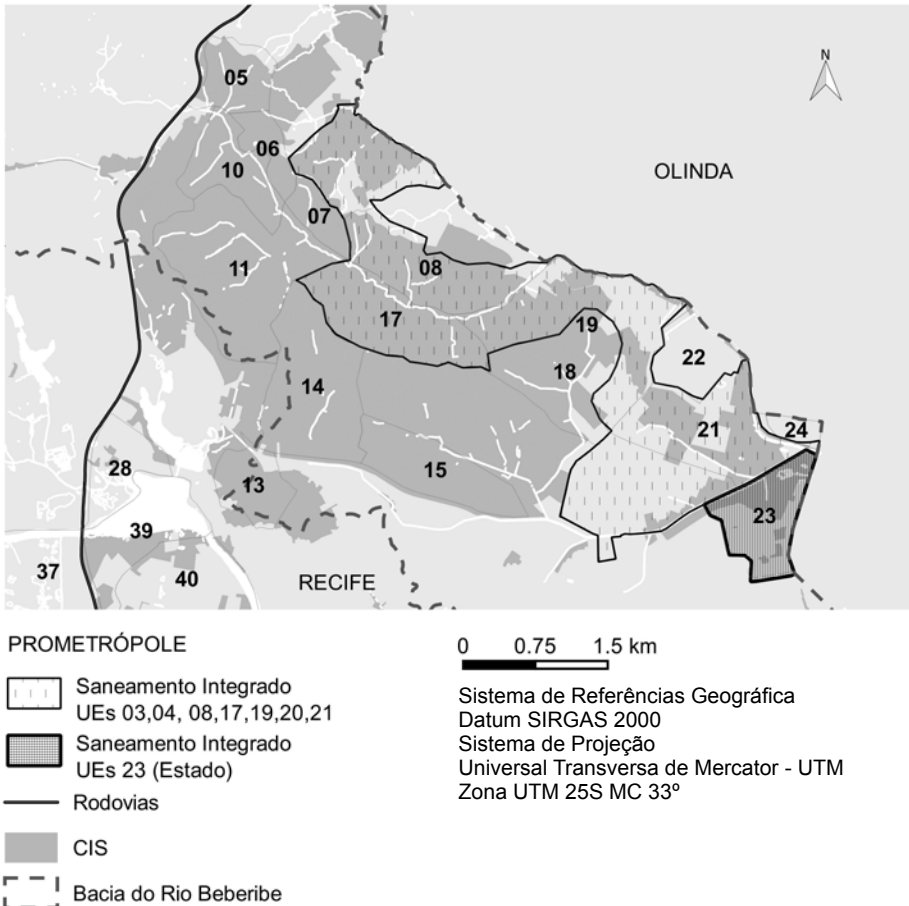 N
05
06
10
OLINDA
07
11
08
17
19
22
18
14
21
24
15
28
13
23
39
37
40
RECIFE
PROMETRÓPOLE
Saneamento Integrado
UEs 03,04, 08,17,19,20,21
Saneamento Integrado
UEs 23 (Estado)
Rodovias
CIS
Bacia do Rio Beberibe
0 0.75 1.5 km
Sistema de Referências Geográfica
Datum SIRGAS 2000
Sistema de Projeção
Universal Transversa de Mercator - UTM
Zona UTM 25S MC 33º